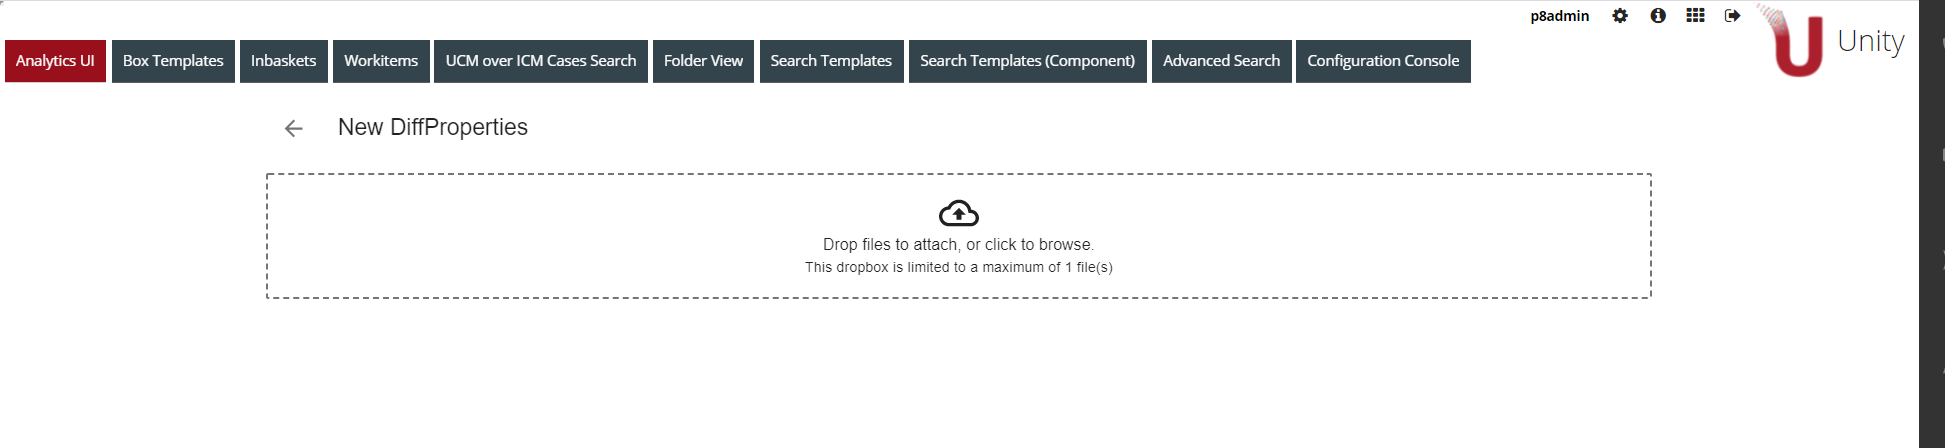 p8admin
Unity
Analytics UI
Box Templates
Inbaskets
Workitems
UCM over ICM Cases Search
Folder View
Search Templates
Search Templates (Component)
Advanced Search
Configuration Console
New DiffProperties
Drop files to attach, or click to browse.
This dropbox is limited to a maximum of 1 file(s)